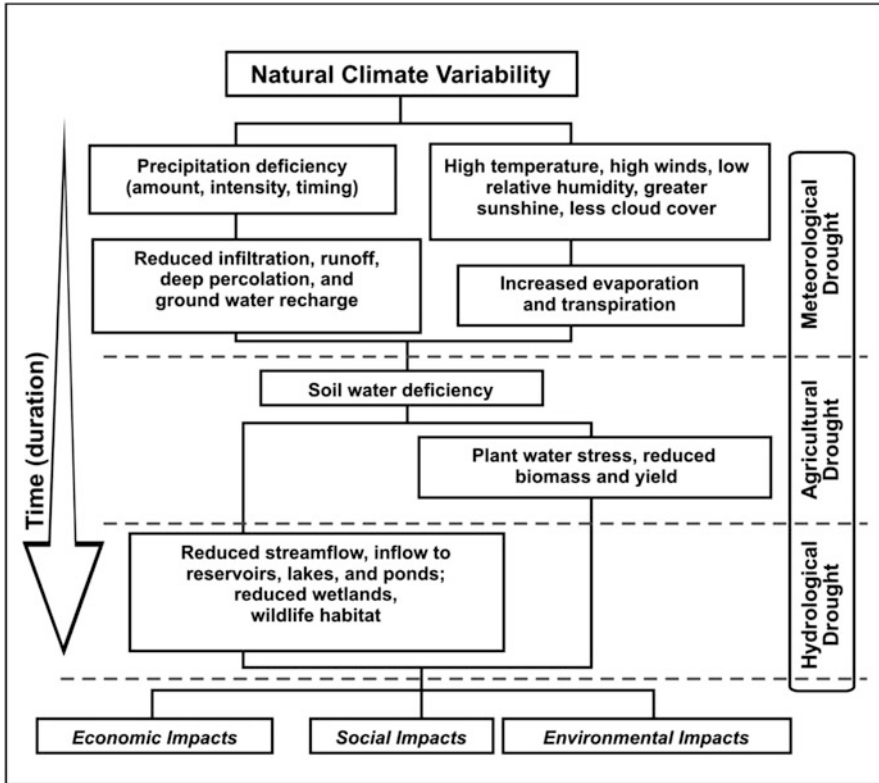 Natural Climate Variability
Precipitation deficiency
(amount, intensity, timing)
High temperature, high winds, low
relative humidity, greater
sunshine, less cloud cover
Reduced infiltration, runoff,
deep percolation, and
ground water recharge
Increased evaporation
and transpiration
Meteorological
Drought
Time (duration)
Soil water deficiency
Plant water stress, reduced
biomass and yield
Agricultural
Drought
Reduced streamflow, inflow to
reservoirs, lakes, and ponds;
reduced wetlands,
wildlife habitat
Hydrological
Drought
Economic Impacts
Social Impacts
Environmental Impacts